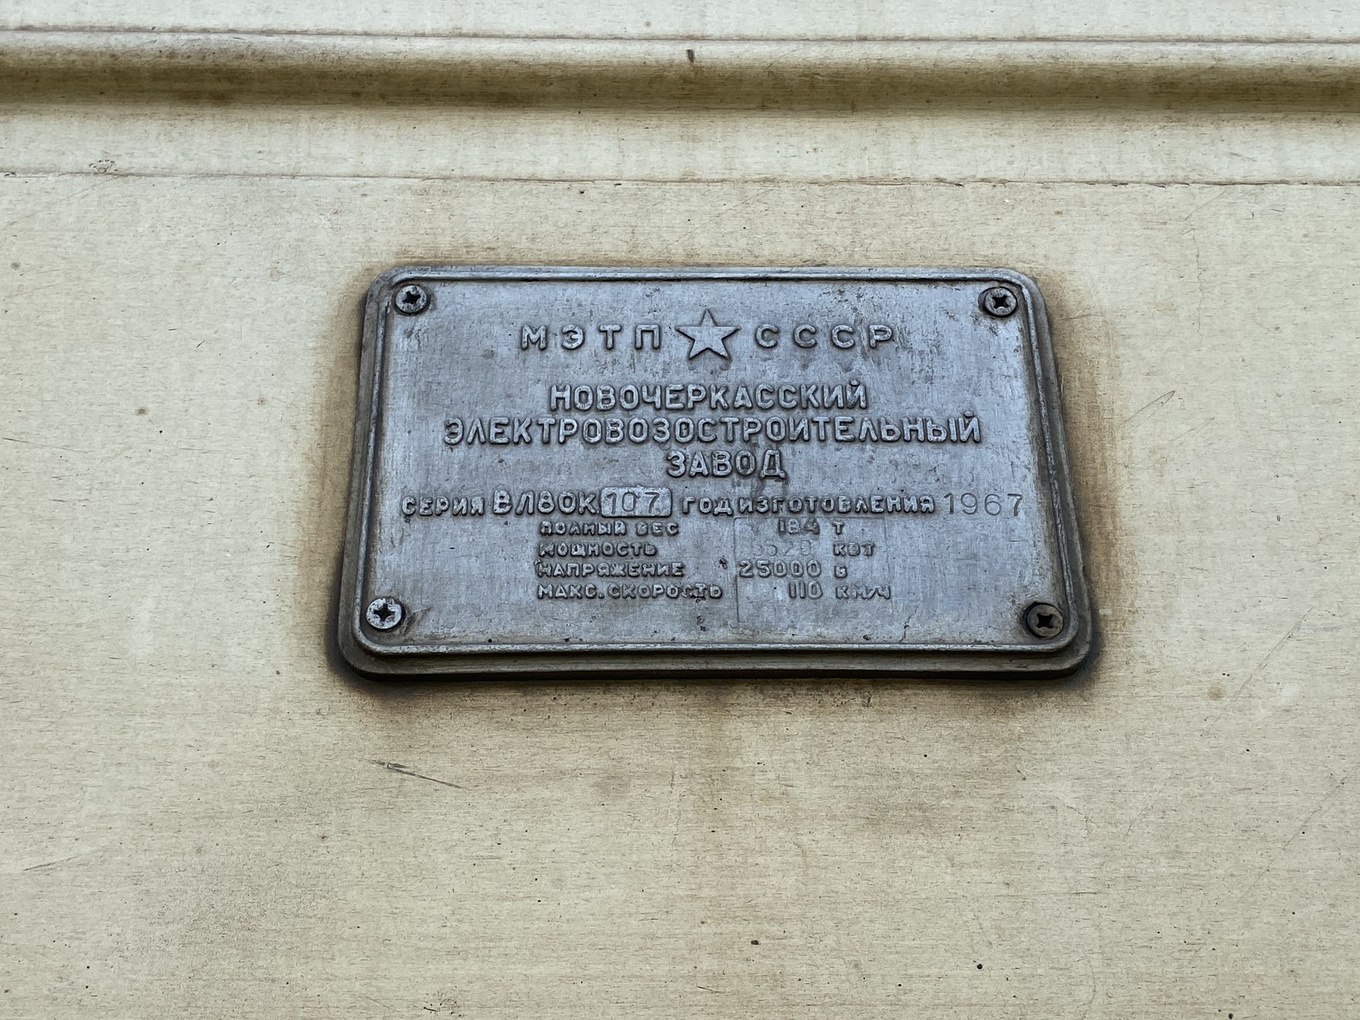 МЭТП ★ СССР
НОВОЧЕРКАССКИЙ
ЭЛЕКТРОВОЗОСТРОИТЕЛЬНЫЙ
ЗАВОД
СЕРИЯ ВЛ80К 107 ГОД ИЗГОТОВЛЕНИЯ 1967
ПОЛНЫЙ ВЕС 184 Т
МОЩНОСТЬ КВТ
НАПРЯЖЕНИЕ 25000 В
МАКС. СКОРОСТЬ 110 КМ/Ч